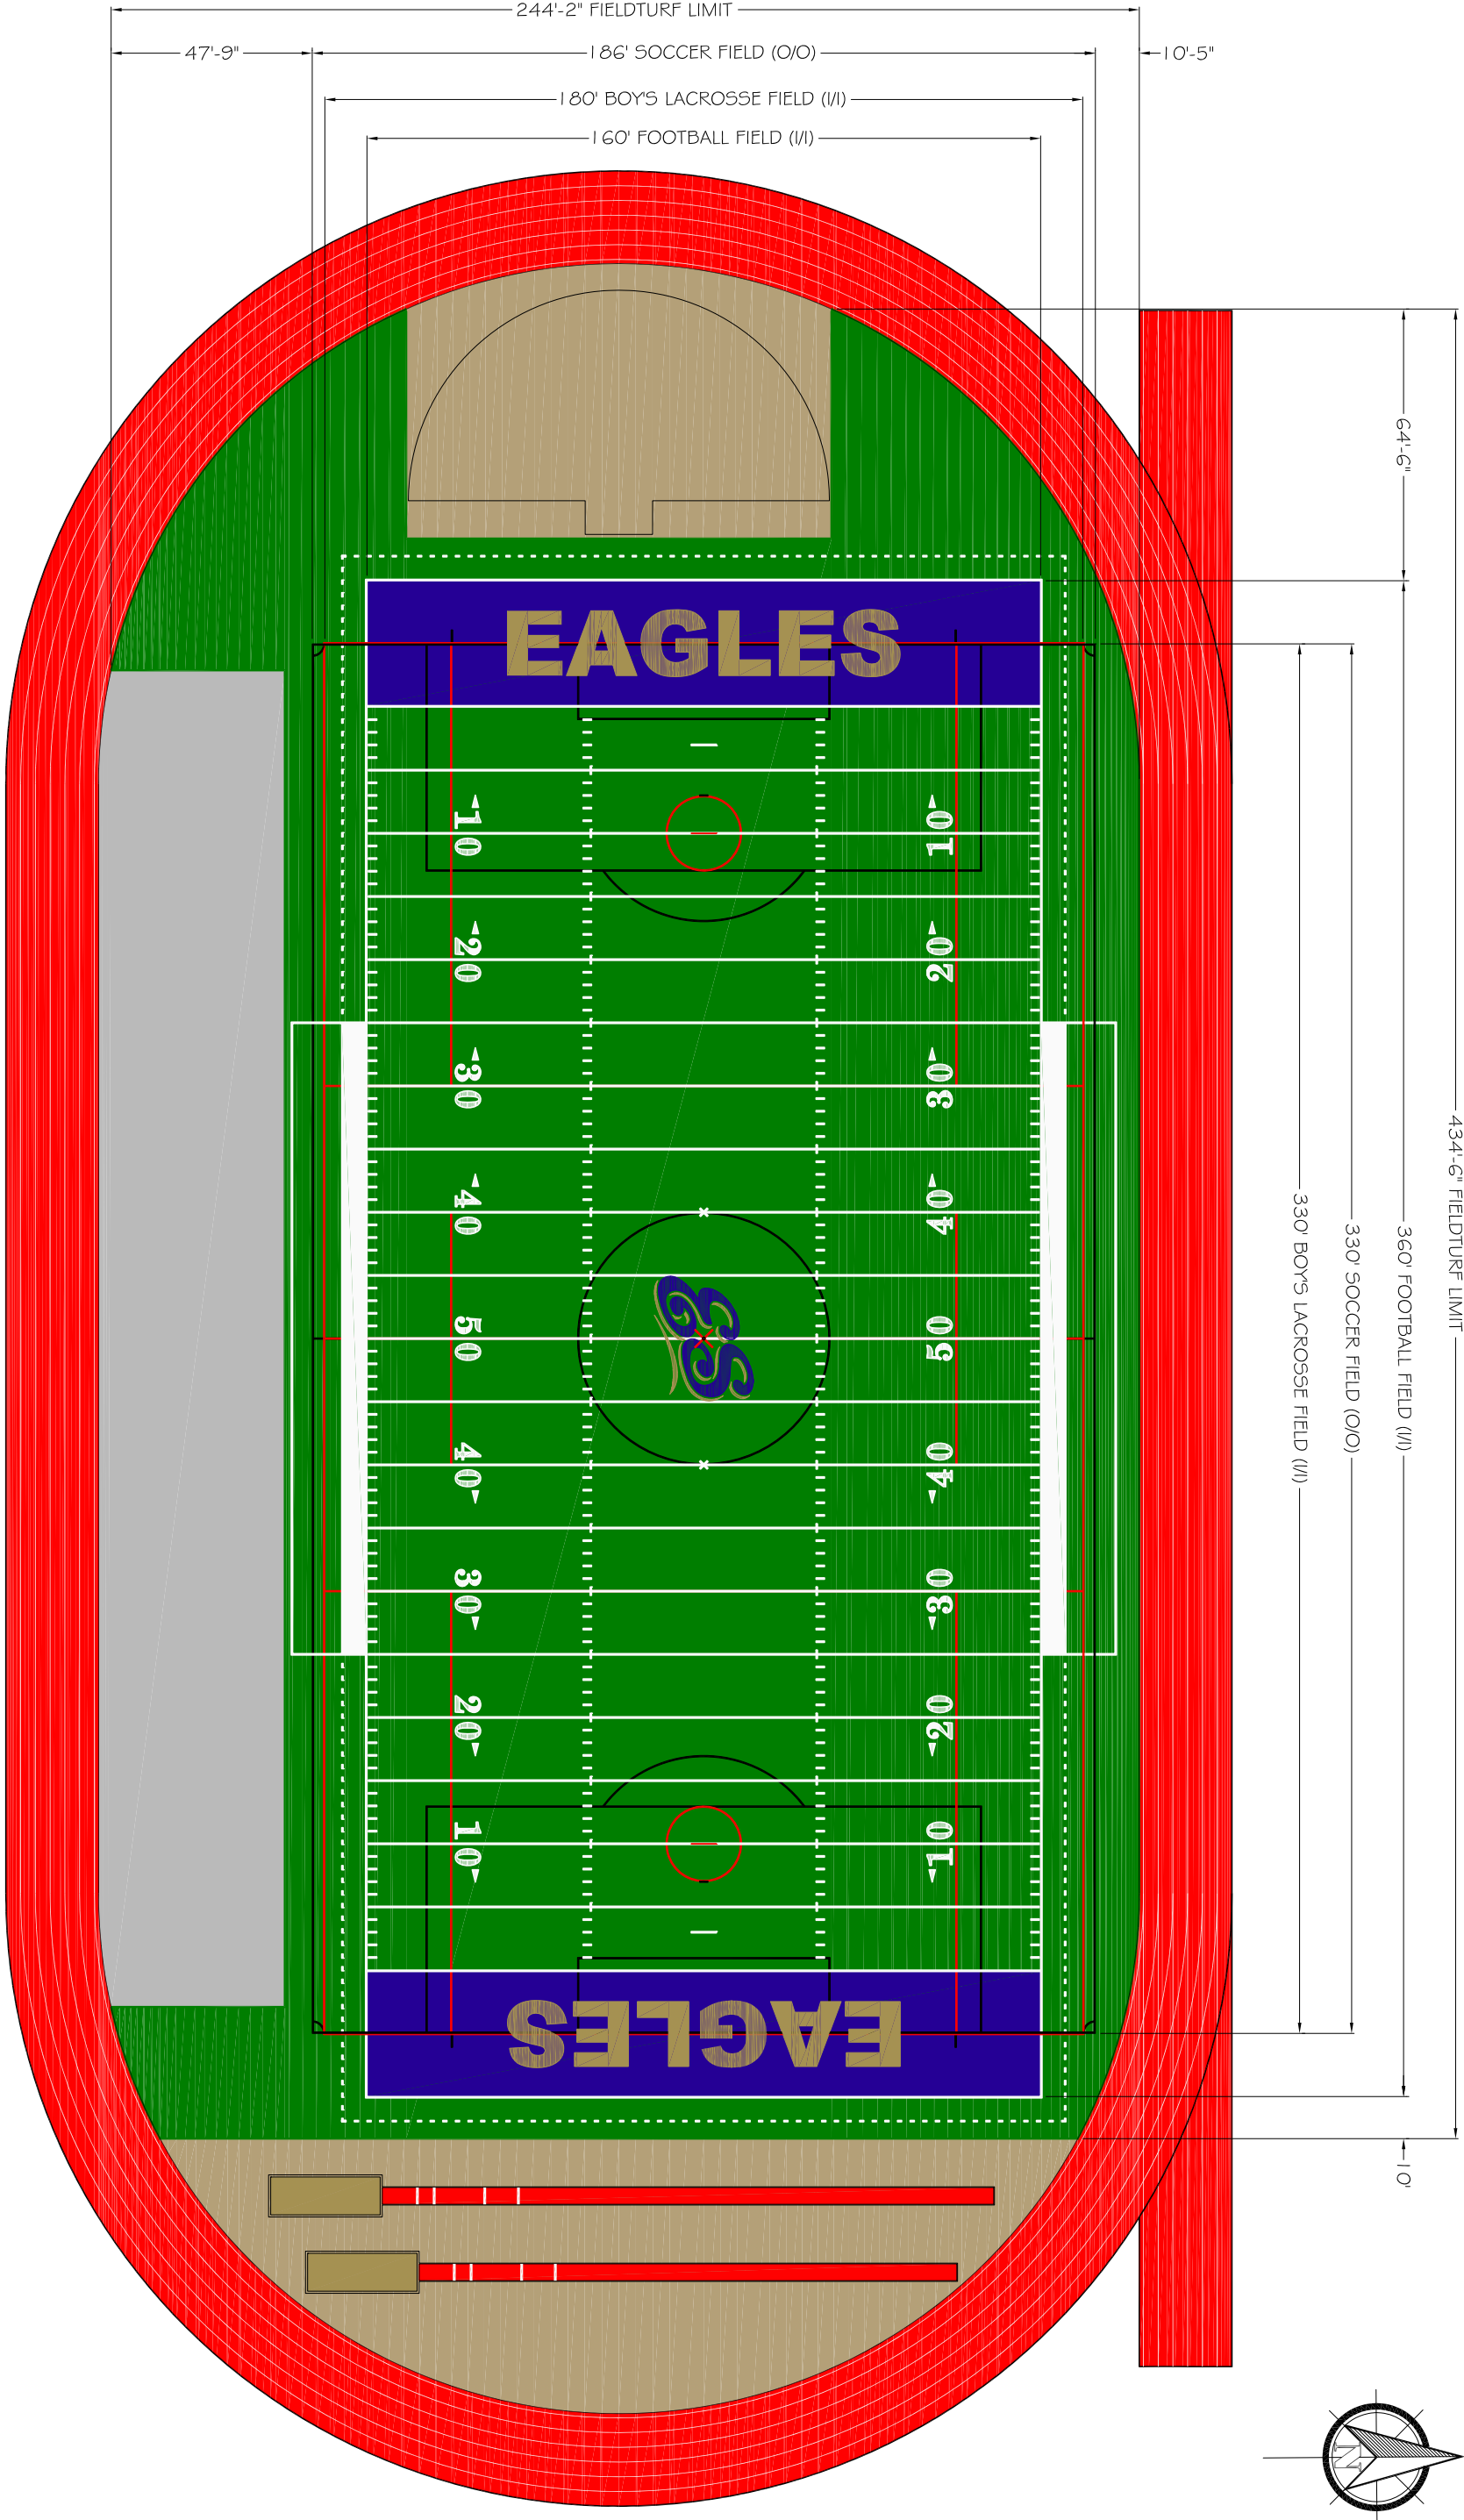 244'-2" FIELDTURF LIMIT
47'-9"
186' SOCCER FIELD (O/O)
10'-5"
180' BOY'S LACROSSE FIELD (I/I)
160' FOOTBALL FIELD (I/I)
64'-6"
EAGLES
10
10
20
20
30
30
40
40
434'-6" FIELDTURF LIMIT
330' BOY'S LACROSSE FIELD (I/I)
330' SOCCER FIELD (O/O)
360' FOOTBALL FIELD (I/I)
50
50
40
40
30
30
20
20
10
10
EAGLES
10'
N